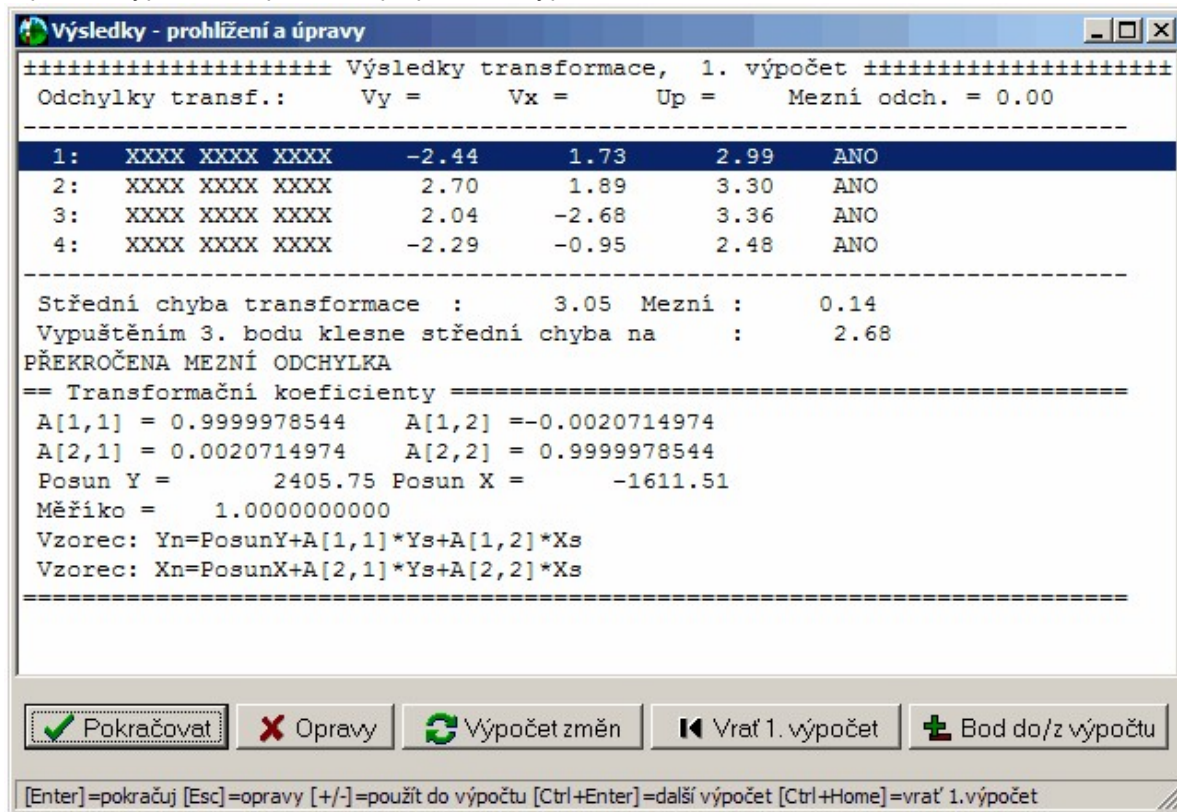 Výsledky - prohlížení a úpravy
±±±±±±±±±±±±±±±±±±±±± Výsledky transformace, 1. výpočet ±±±±±±±±±±±±±±±±±±±±±
Odchylky transf.: Vy = Vx = Up = Mezní odch. = 0.00
---------------------------------------------------------------------------
1: XXXX XXXX XXXX -2.44 1.73 2.99 ANO
2: XXXX XXXX XXXX 2.70 1.89 3.30 ANO
3: XXXX XXXX XXXX 2.04 -2.68 3.36 ANO
4: XXXX XXXX XXXX -2.29 -0.95 2.48 ANO
---------------------------------------------------------------------------
Střední chyba transformace : 3.05 Mezní : 0.14
Vypuštěním 3. bodu klesne střední chyba na : 2.68
PŘEKROČENA MEZNÍ ODCHYLKA
== Transformační koeficienty ==============================================
A[1,1] = 0.9999978544 A[1,2] =-0.0020714974
A[2,1] = 0.0020714974 A[2,2] = 0.9999978544
Posun Y = 2405.75 Posun X = -1611.51
Měříko = 1.0000000000
Vzorec: Yn=PosunY+A[1,1]*Ys+A[1,2]*Xs
Vzorec: Xn=PosunX+A[2,1]*Ys+A[2,2]*Xs
===========================================================================
Pokračovat Opravy Výpočet změn Vrať 1. výpočet Bod do/z výpočtu
[Enter]=pokračuj [Esc]=opravy [+/-]=použít do výpočtu [Ctrl+Enter]=další výpočet [Ctrl+Home]=vrať 1.výpočet